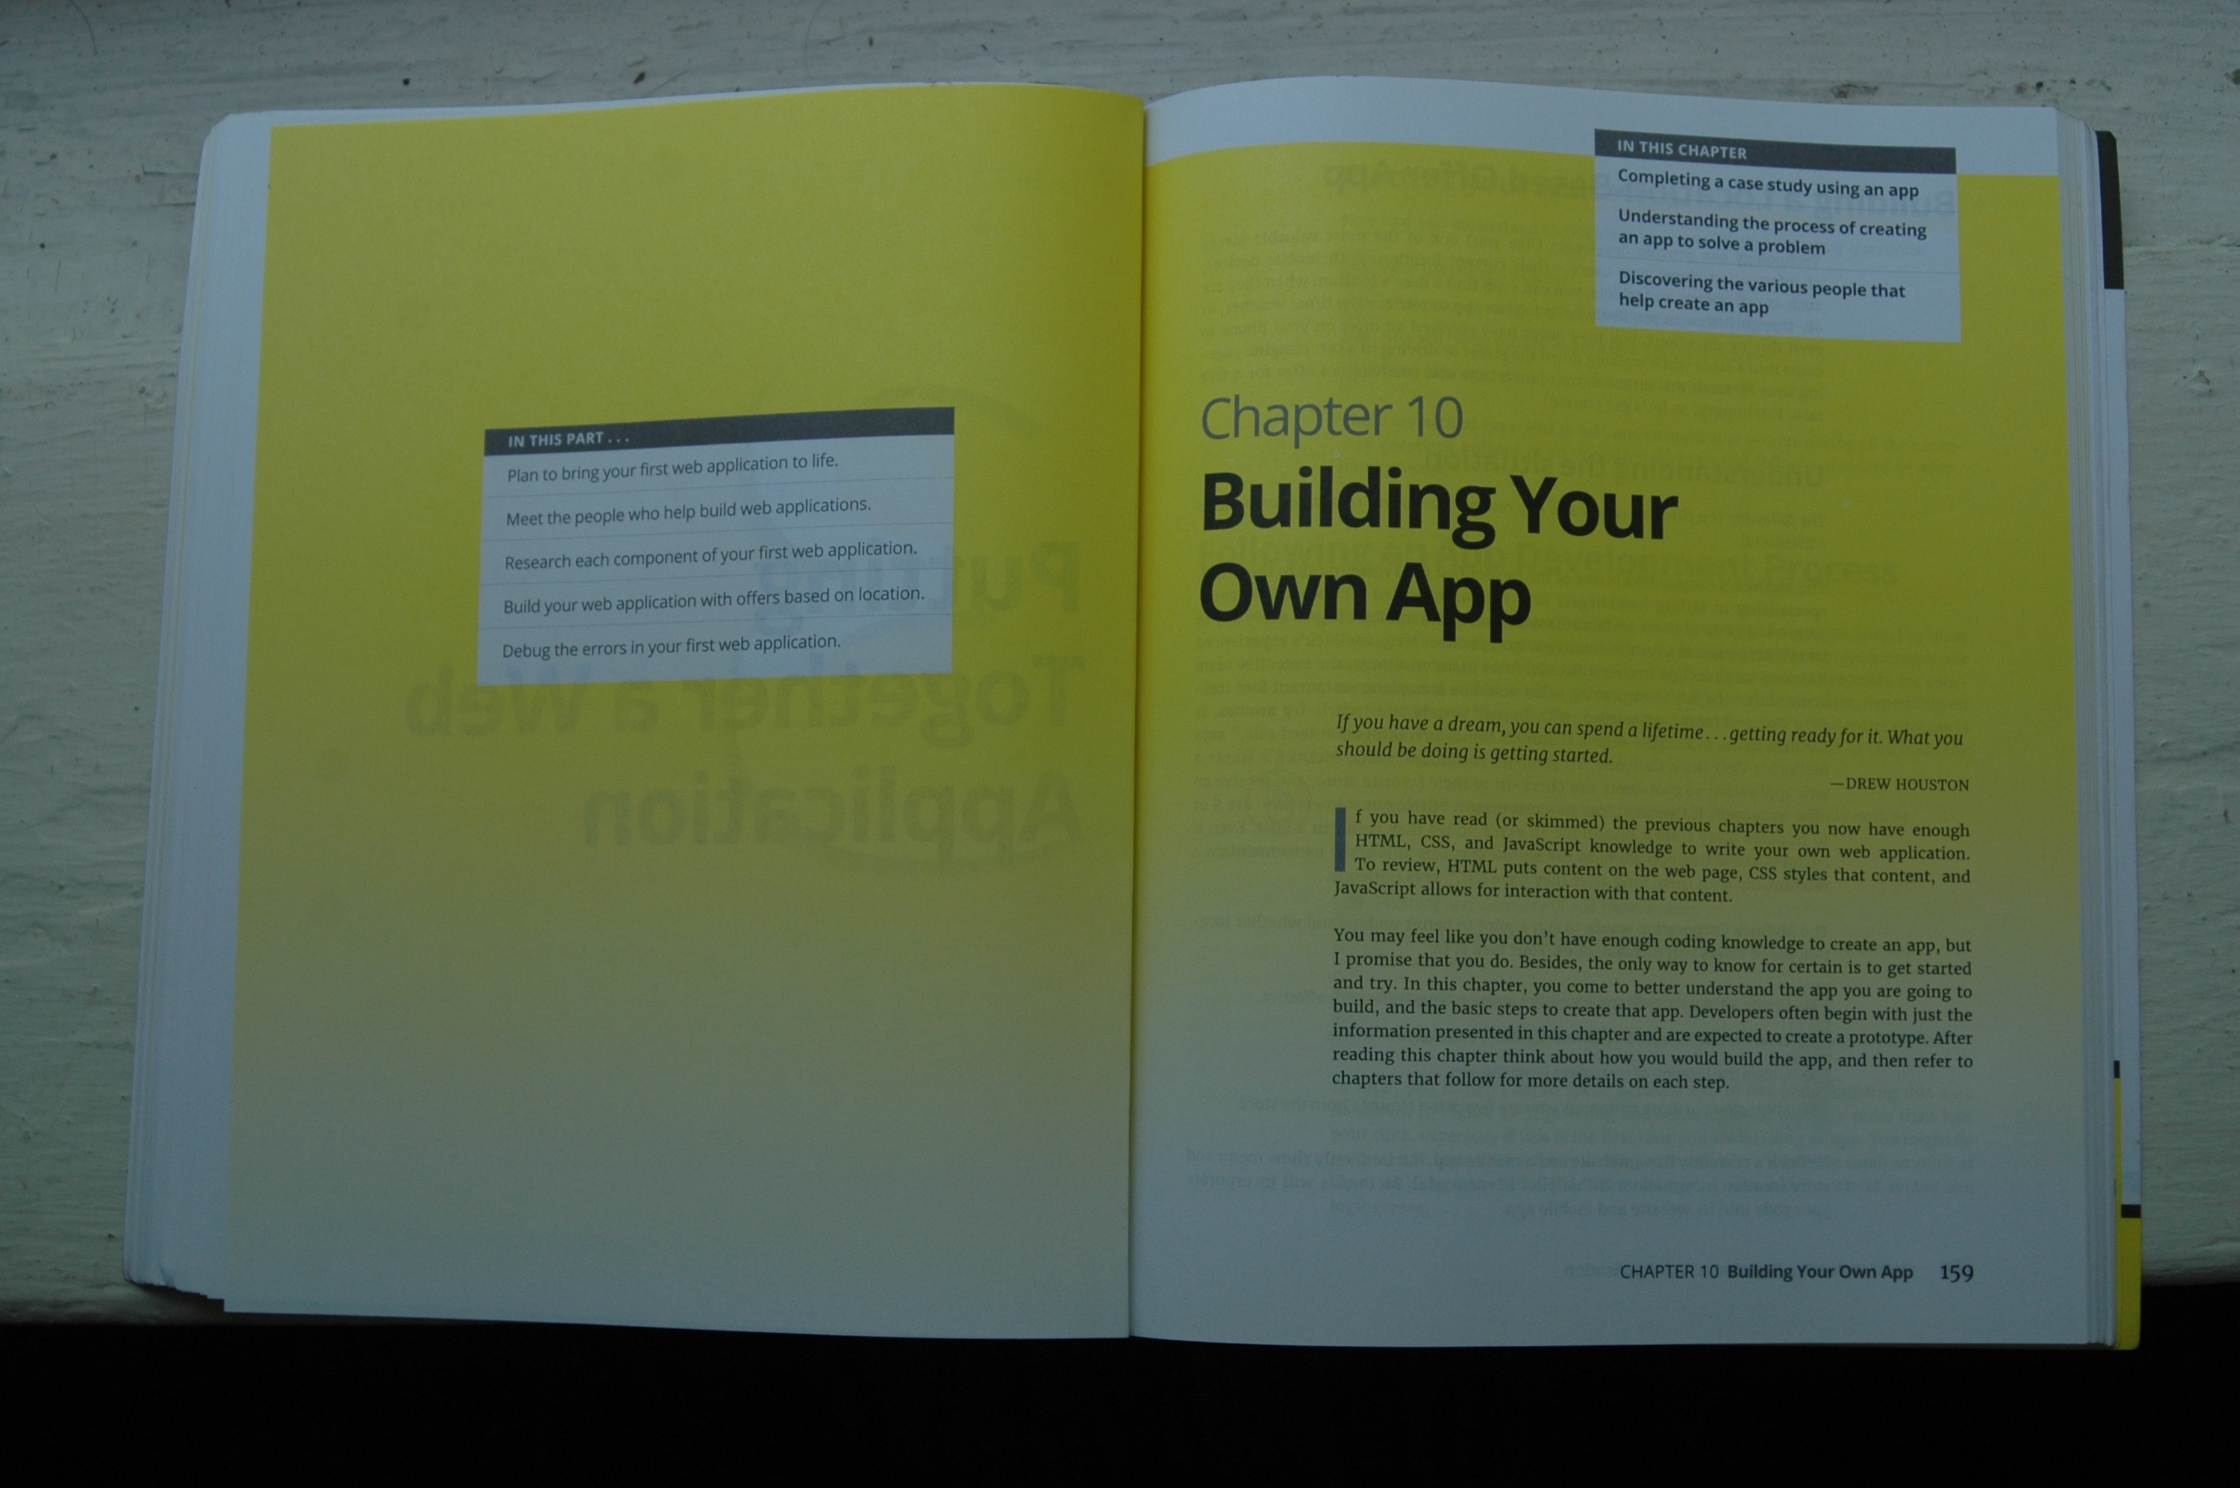 IN THIS PART . . .
Plan to bring your first web application to life.
Meet the people who help build web applications.
Research each component of your first web application.
Build your web application with offers based on location.
Debug the errors in your first web application.
IN THIS CHAPTER
Completing a case study using an app
Understanding the process of creating
an app to solve a problem
Discovering the various people that
help create an app
Chapter 10
Building Your
Own App
If you have a dream, you can spend a lifetime . . . getting ready for it. What you
should be doing is getting started.
—DREW HOUSTON
If you have read (or skimmed) the previous chapters you now have enough
HTML, CSS, and JavaScript knowledge to write your own web application.
To review, HTML puts content on the web page, CSS styles that content, and
JavaScript allows for interaction with that content.
You may feel like you don't have enough coding knowledge to create an app, but
I promise that you do. Besides, the only way to know for certain is to get started
and try. In this chapter, you come to better understand the app you are going to
build, and the basic steps to create that app. Developers often begin with just the
information presented in this chapter and are expected to create a prototype. After
reading this chapter think about how you would build the app, and then refer to
chapters that follow for more details on each step.
CHAPTER 10 Building Your Own App 159